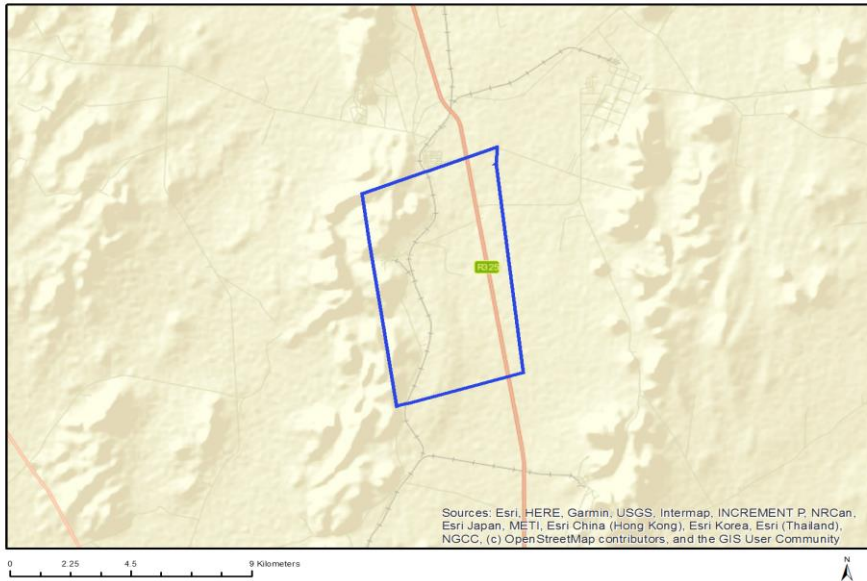 R325
Sources: Esri, HERE, Garmin, USGS, Intermap, INCREMENT P, NRCan,
Esri Japan, METI, Esri China (Hong Kong), Esri Korea, Esri (Thailand),
NGCC, (c) OpenStreetMap contributors, and the GIS User Community
0 2.25 4.5 9 Kilometers
N